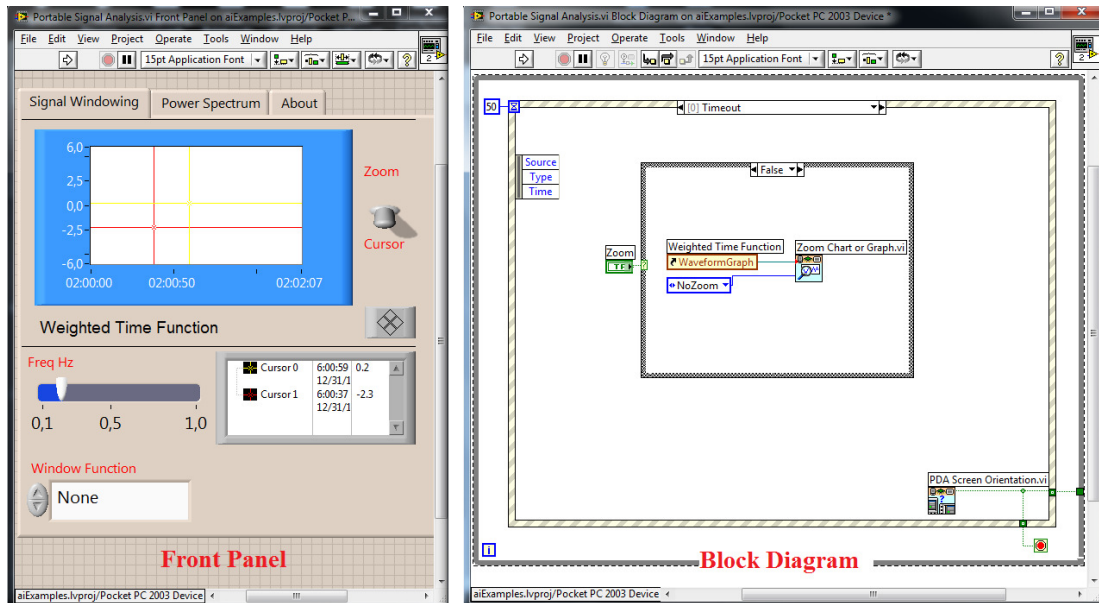 Portable Signal Analysis.vi Front Panel on aiExamples.lvproj/Pocket P...
File Edit View Project Operate Tools Window Help
15pt Application Font
2
Signal Windowing
Power Spectrum
About
6,0
2,5
0,0
-2,5
-6,0
02:00:00
02:00:50
02:02:07
Zoom
Cursor
Weighted Time Function
Freq Hz
0,1
0,5
1,0
Cursor 0 6:00:59 0.2
12/31/1
Cursor 1 6:00:37 -2.3
12/31/1
Window Function
None
Front Panel
aiExamples.lvproj/Pocket PC 2003 Device
Portable Signal Analysis.vi Block Diagram on aiExamples.lvproj/Pocket PC 2003 Device *
File Edit View Project Operate Tools Window Help
15pt Application Font
2
50
[0] Timeout
Source
Type
Time
False
Zoom
TF
Weighted Time Function
WaveformGraph
NoZoom
Zoom Chart or Graph.vi
PDA Screen Orientation.vi
i
Block Diagram
aiExamples.lvproj/Pocket PC 2003 Device